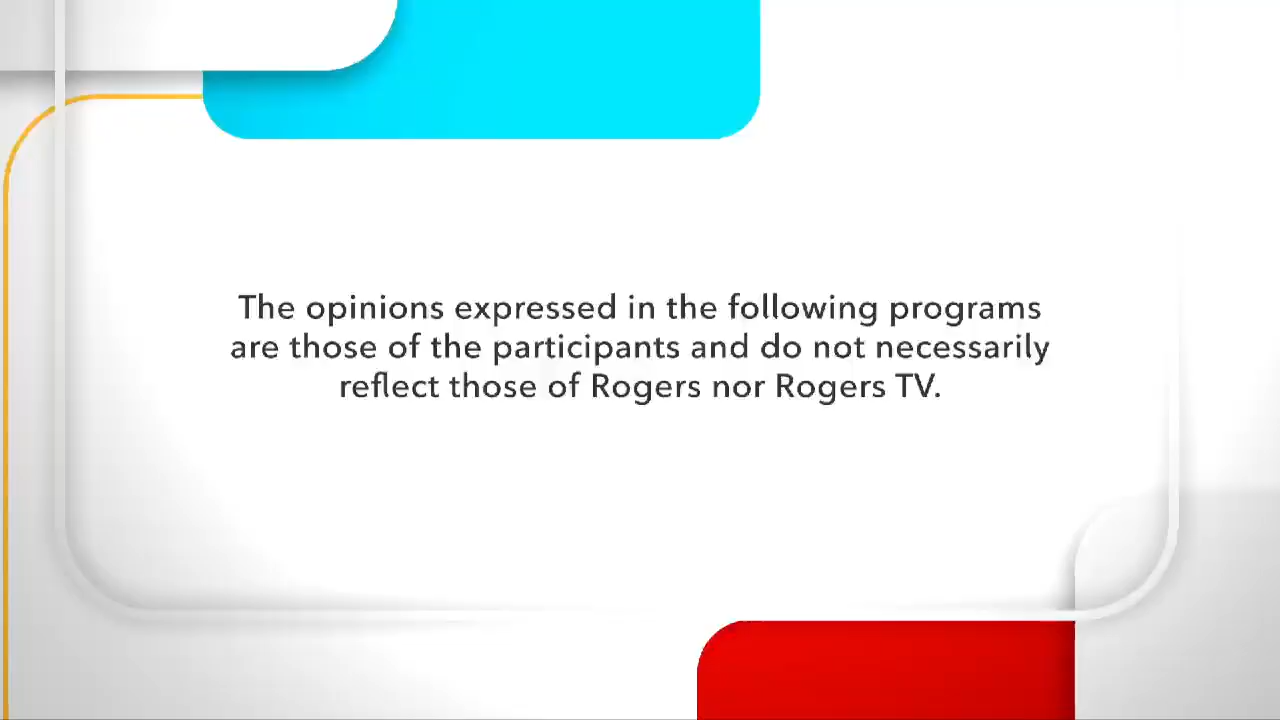 The opinions expressed in the following programs
are those of the participants and do not necessarily
reflect those of Rogers nor Rogers TV.